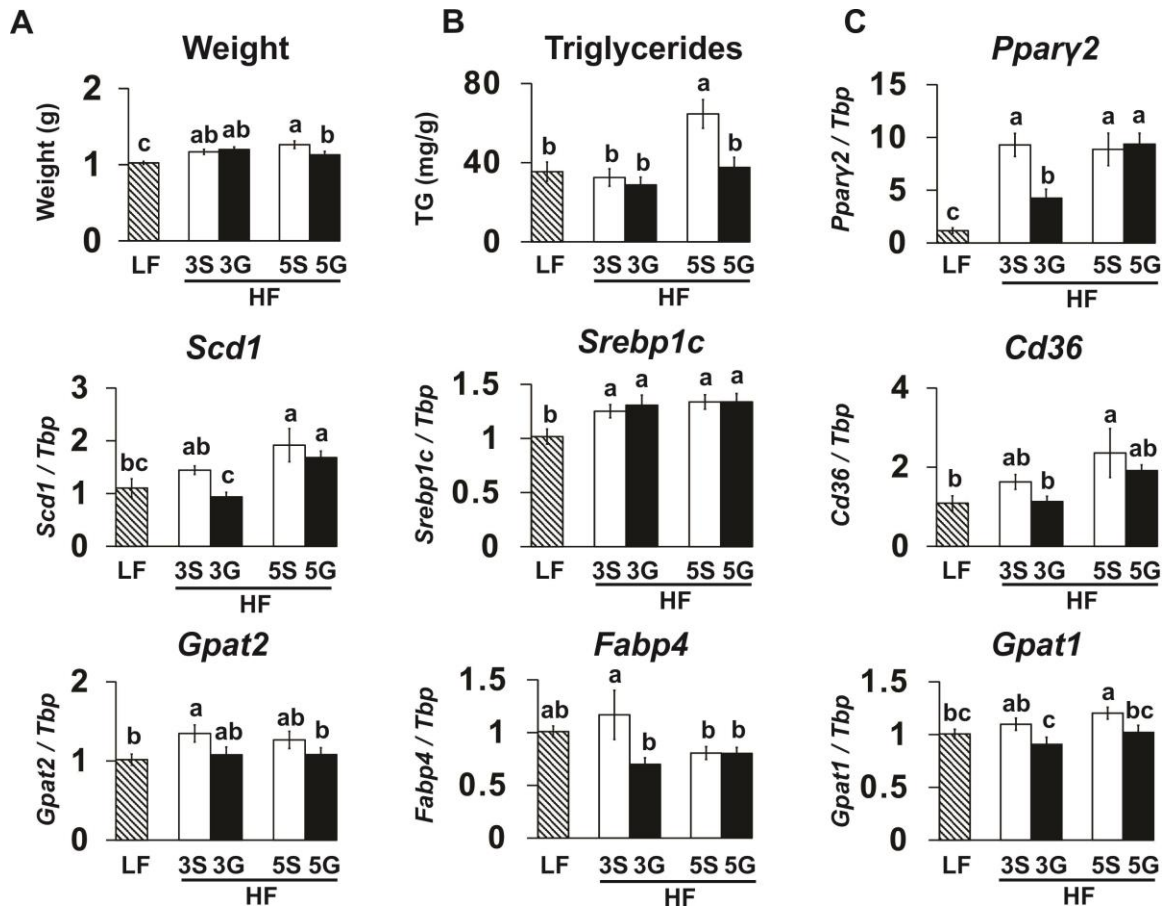 A
Weight
Weight (g)
2
1
0
c
ab
ab
a
b
LF
3S 3G
5S 5G
HF
B
Triglycerides
TG (mg/g)
80
40
0
b
b
b
a
b
LF
3S 3G
5S 5G
HF
C
Pparγ2
Pparγ2 / Tbp
15
10
5
0
c
a
b
a
a
LF
3S 3G
5S 5G
HF
Scd1
Scd1 / Tbp
3
2
1
0
bc
ab
c
a
a
LF
3S 3G
5S 5G
HF
Srebp1c
Srebp1c / Tbp
1.5
1
0.5
0
b
a
a
a
a
LF
3S 3G
5S 5G
HF
Cd36
Cd36 / Tbp
4
2
0
b
ab
b
a
ab
LF
3S 3G
5S 5G
HF
Gpat2
Gpat2 / Tbp
2
1
0
b
a
ab
ab
b
LF
3S 3G
5S 5G
HF
Fabp4
Fabp4 / Tbp
1.5
1
0.5
0
ab
a
b
b
b
LF
3S 3G
5S 5G
HF
Gpat1
Gpat1 / Tbp
1.5
1
0.5
0
bc
ab
c
a
bc
LF
3S 3G
5S 5G
HF